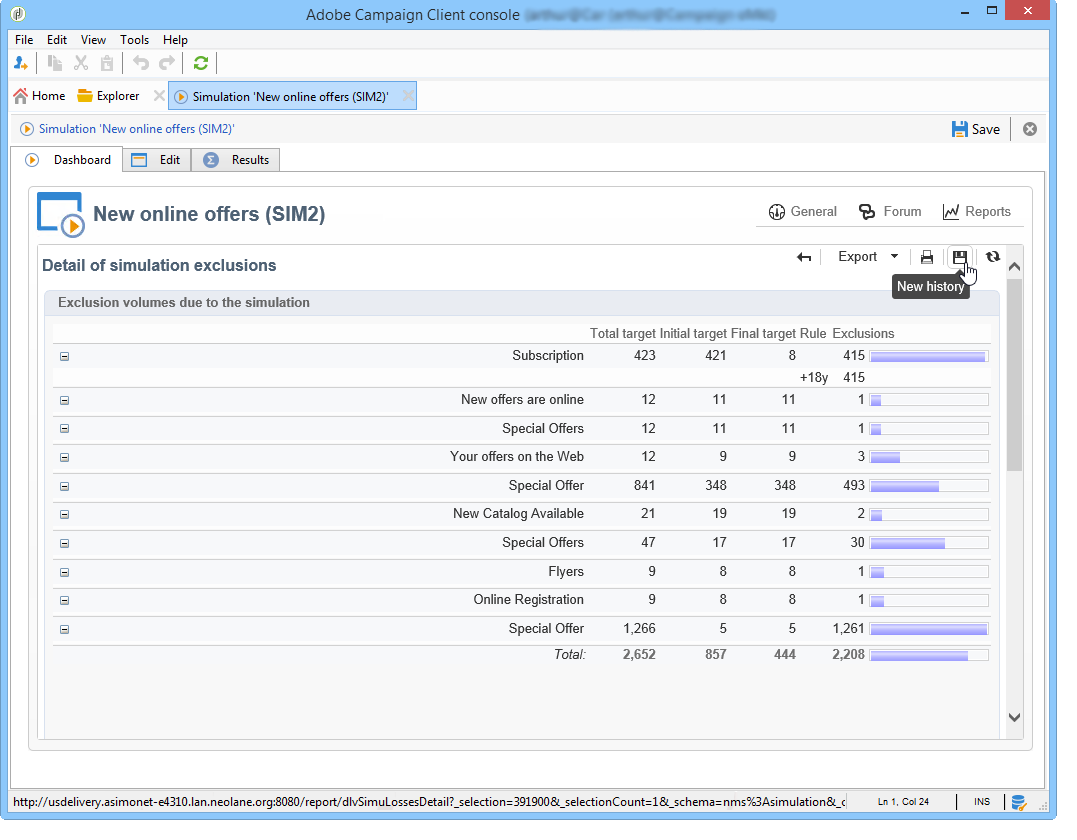 Adobe Campaign Client console
File Edit View Tools Help
Home Explorer Simulation 'New online offers (SIM2)'
Simulation 'New online offers (SIM2)' Save
Dashboard Edit Results
New online offers (SIM2) General Forum Reports
Detail of simulation exclusions Export
New history
Exclusion volumes due to the simulation
Total target Initial target Final target Rule Exclusions
Subscription 423 421 8 415
+18y 415
New offers are online 12 11 11 1
Special Offers 12 11 11 1
Your offers on the Web 12 9 9 3
Special Offer 841 348 348 493
New Catalog Available 21 19 19 2
Special Offers 47 17 17 30
Flyers 9 8 8 1
Online Registration 9 8 8 1
Special Offer 1,266 5 5 1,261
Total: 2,652 857 444 2,208
http://usdelivery.asimonet-e4310.lan.neolane.org:8080/report/dlvSimuLossesDetail?_selection=391900&_selectionCount=1&_schema=nms%3Asimulation&_c Ln 1, Col 24 INS